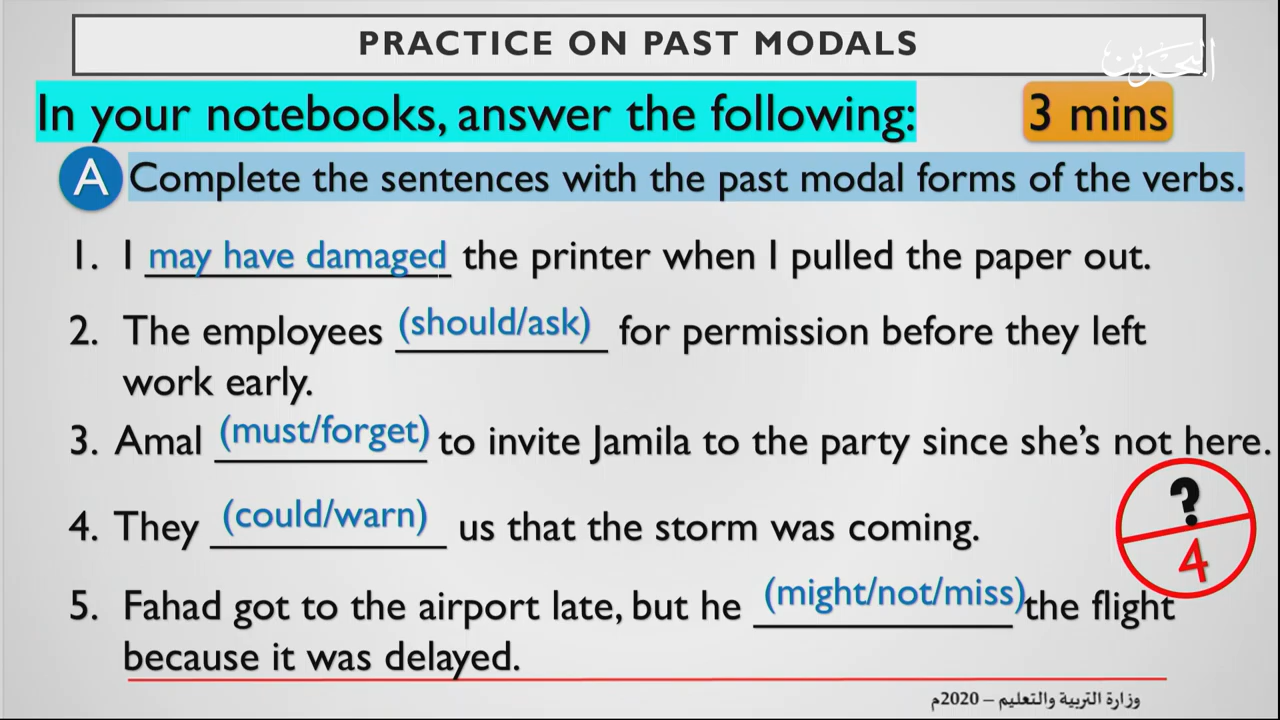 PRACTICE ON PAST MODALS
البحرين
In your notebooks, answer the following: 3 mins
A Complete the sentences with the past modal forms of the verbs.
1. I may have damaged the printer when I pulled the paper out.
2. The employees (should/ask) for permission before they left
work early.
3. Amal (must/forget) to invite Jamila to the party since she's not here.
4. They (could/warn) us that the storm was coming.
?
4
5. Fahad got to the airport late, but he (might/not/miss) the flight
because it was delayed.
وزارة التربية والتعليم – 2020م